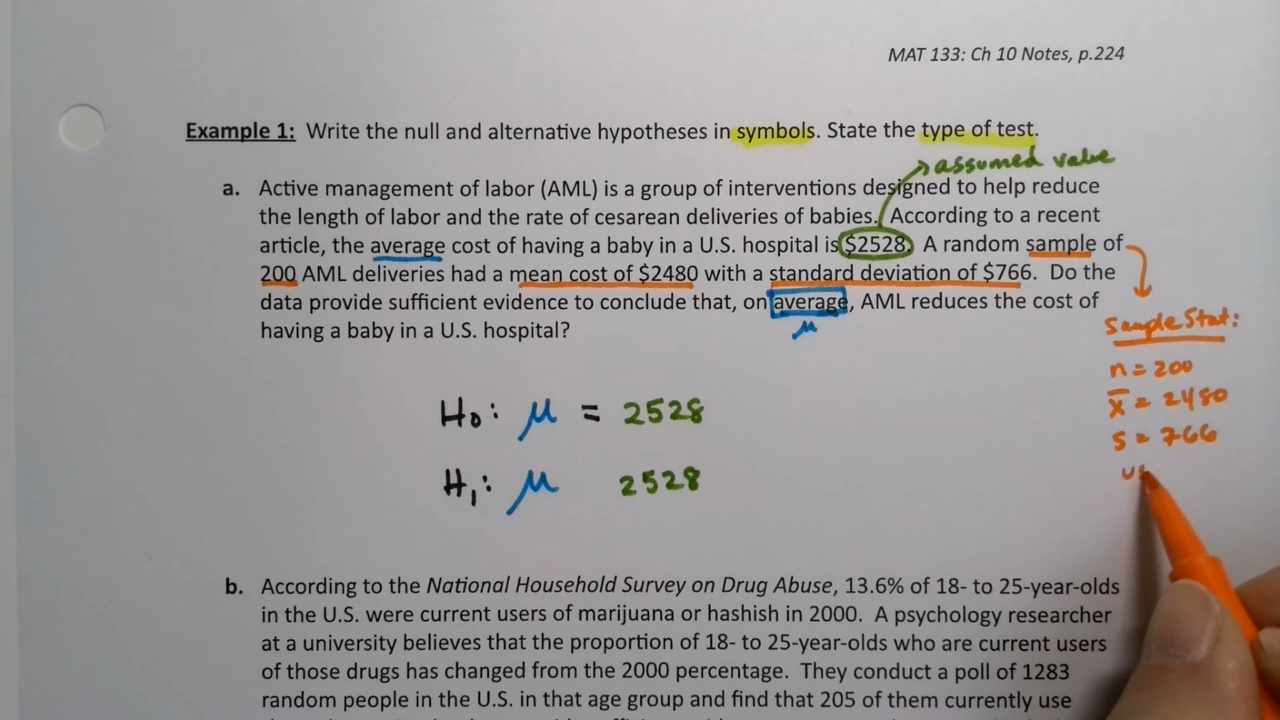 MAT 133: Ch 10 Notes, p.224
Example 1: Write the null and alternative hypotheses in symbols. State the type of test.
assumed value
a. Active management of labor (AML) is a group of interventions designed to help reduce
the length of labor and the rate of cesarean deliveries of babies. According to a recent
article, the average cost of having a baby in a U.S. hospital is $2528. A random sample of
200 AML deliveries had a mean cost of $2480 with a standard deviation of $766. Do the
data provide sufficient evidence to conclude that, on average, AML reduces the cost of
having a baby in a U.S. hospital?
μ
Sample Stat:
n = 200
x̄ = 2480
s = 766
H₀: μ = 2528
H₁: μ 2528
b. According to the National Household Survey on Drug Abuse, 13.6% of 18- to 25-year-olds
in the U.S. were current users of marijuana or hashish in 2000. A psychology researcher
at a university believes that the proportion of 18- to 25-year-olds who are current users
of those drugs has changed from the 2000 percentage. They conduct a poll of 1283
random people in the U.S. in that age group and find that 205 of them currently use